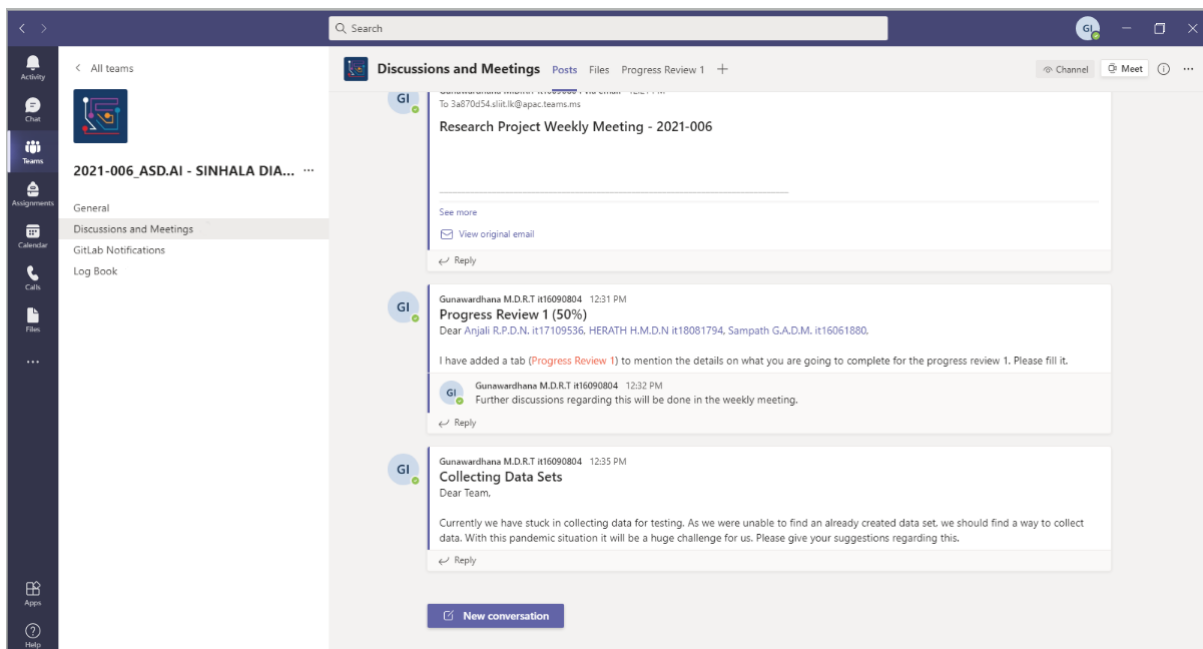 Search
GI
Activity
Chat
Teams
Assignments
Calendar
Calls
Files
Apps
Help
All teams
2021-006_ASD.AI - SINHALA DIA...
General
Discussions and Meetings
GitLab Notifications
Log Book
Discussions and Meetings Posts Files Progress Review 1
Channel Meet
GI
To 3a870d54.sliit.lk@apac.teams.ms
Research Project Weekly Meeting - 2021-006
See more
View original email
Reply
GI
Gunawardhana M.D.R.T it16090804 12:31 PM
Progress Review 1 (50%)
Dear Anjali R.P.D.N. it17109536, HERATH H.M.D.N it18081794, Sampath G.A.D.M. it16061880,
I have added a tab (Progress Review 1) to mention the details on what you are going to complete for the progress review 1. Please fill it.
GI
Gunawardhana M.D.R.T it16090804 12:32 PM
Further discussions regarding this will be done in the weekly meeting.
Reply
GI
Gunawardhana M.D.R.T it16090804 12:35 PM
Collecting Data Sets
Dear Team,
Currently we have stuck in collecting data for testing. As we were unable to find an already created data set, we should find a way to collect
data. With this pandemic situation it will be a huge challenge for us. Please give your suggestions regarding this.
Reply
New conversation